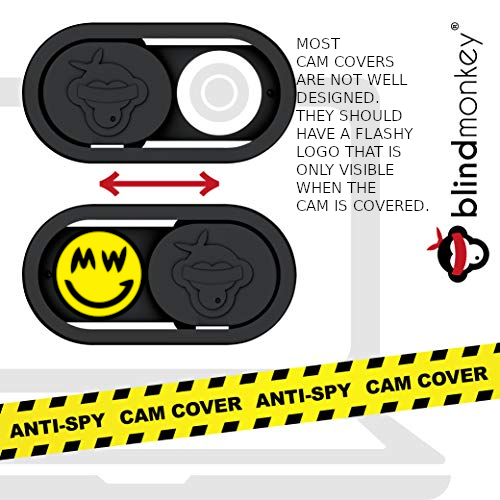 MOST
CAM COVERS
ARE NOT WELL
DESIGNED.
THEY SHOULD
HAVE A FLASHY
LOGO THAT IS
ONLY VISIBLE
WHEN THE
CAM IS COVERED.
blindmonkey®
MW
ANTI-SPY CAM COVER ANTI-SPY CAM COVER